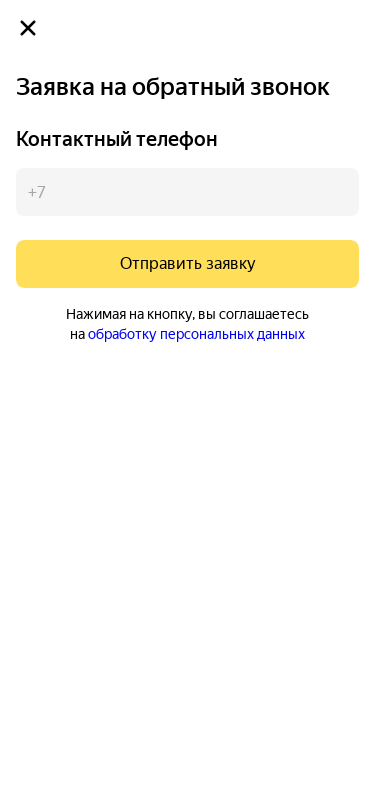 Заявка на обратный звонок
Контактный телефон
+7
Отправить заявку
Нажимая на кнопку, вы соглашаетесь
на обработку персональных данных